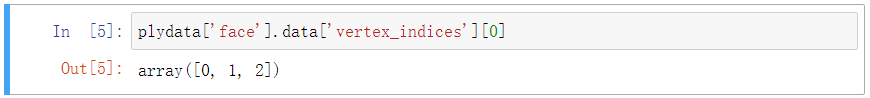 In [5]: plydata['face'].data['vertex_indices'][0]
Out[5]: array([0, 1, 2])